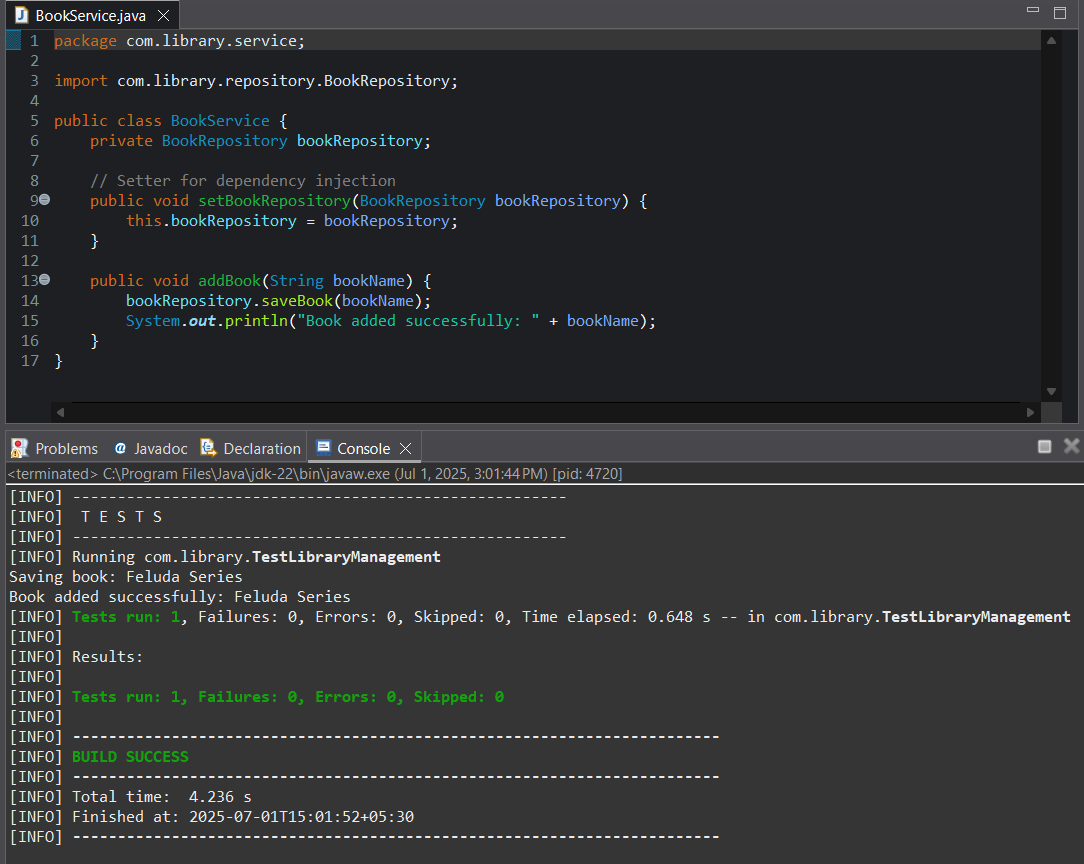 BookService.java
1 package com.library.service;
2
3 import com.library.repository.BookRepository;
4
5 public class BookService {
6     private BookRepository bookRepository;
7
8     // Setter for dependency injection
9     public void setBookRepository(BookRepository bookRepository) {
10         this.bookRepository = bookRepository;
11     }
12
13     public void addBook(String bookName) {
14         bookRepository.saveBook(bookName);
15         System.out.println("Book added successfully: " + bookName);
16     }
17 }
Problems Javadoc Declaration Console
<terminated> C:\Program Files\Java\jdk-22\bin\javaw.exe (Jul 1, 2025, 3:01:44 PM) [pid: 4720]
[INFO] -------------------------------------------------------
[INFO]  T E S T S
[INFO] -------------------------------------------------------
[INFO] Running com.library.TestLibraryManagement
Saving book: Feluda Series
Book added successfully: Feluda Series
[INFO] Tests run: 1, Failures: 0, Errors: 0, Skipped: 0, Time elapsed: 0.648 s -- in com.library.TestLibraryManagement
[INFO]
[INFO] Results:
[INFO]
[INFO] Tests run: 1, Failures: 0, Errors: 0, Skipped: 0
[INFO]
[INFO] ------------------------------------------------------------------------
[INFO] BUILD SUCCESS
[INFO] ------------------------------------------------------------------------
[INFO] Total time:  4.236 s
[INFO] Finished at: 2025-07-01T15:01:52+05:30
[INFO] ------------------------------------------------------------------------